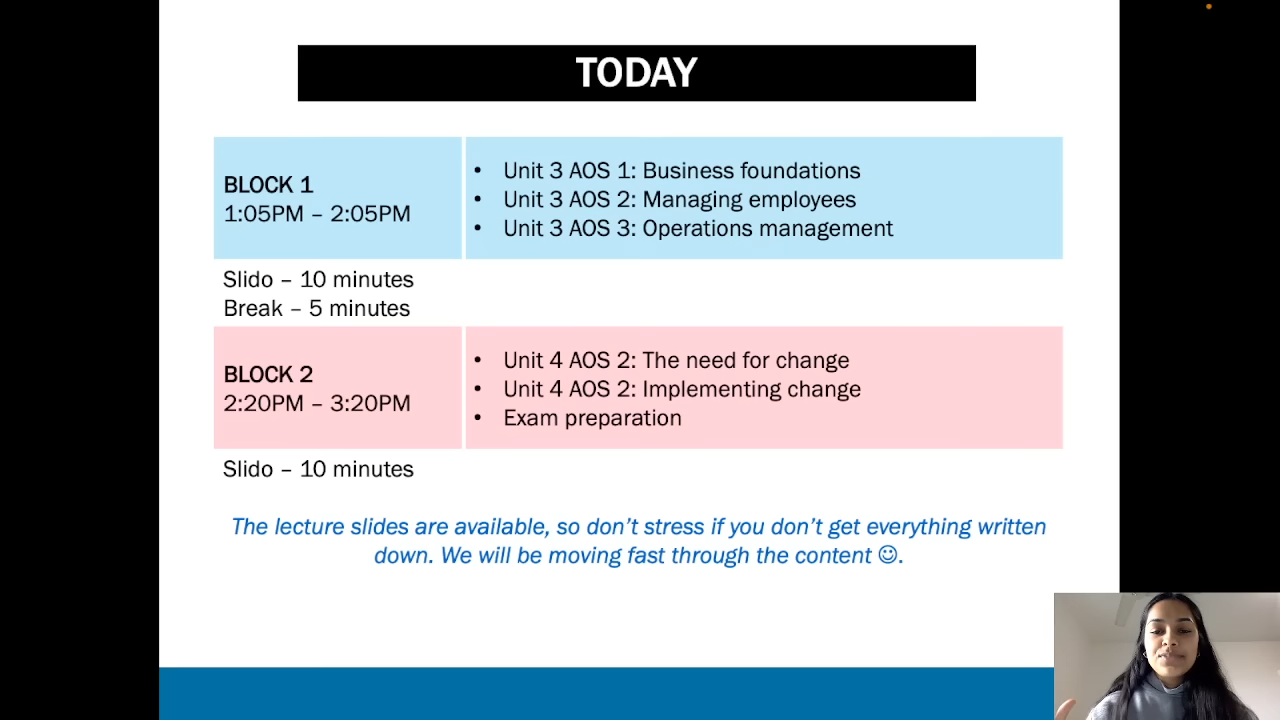 TODAY
BLOCK 1
1:05PM – 2:05PM
• Unit 3 AOS 1: Business foundations
• Unit 3 AOS 2: Managing employees
• Unit 3 AOS 3: Operations management
Slido – 10 minutes
Break – 5 minutes
BLOCK 2
2:20PM – 3:20PM
• Unit 4 AOS 2: The need for change
• Unit 4 AOS 2: Implementing change
• Exam preparation
Slido – 10 minutes
The lecture slides are available, so don’t stress if you don’t get everything written
down. We will be moving fast through the content ☺.